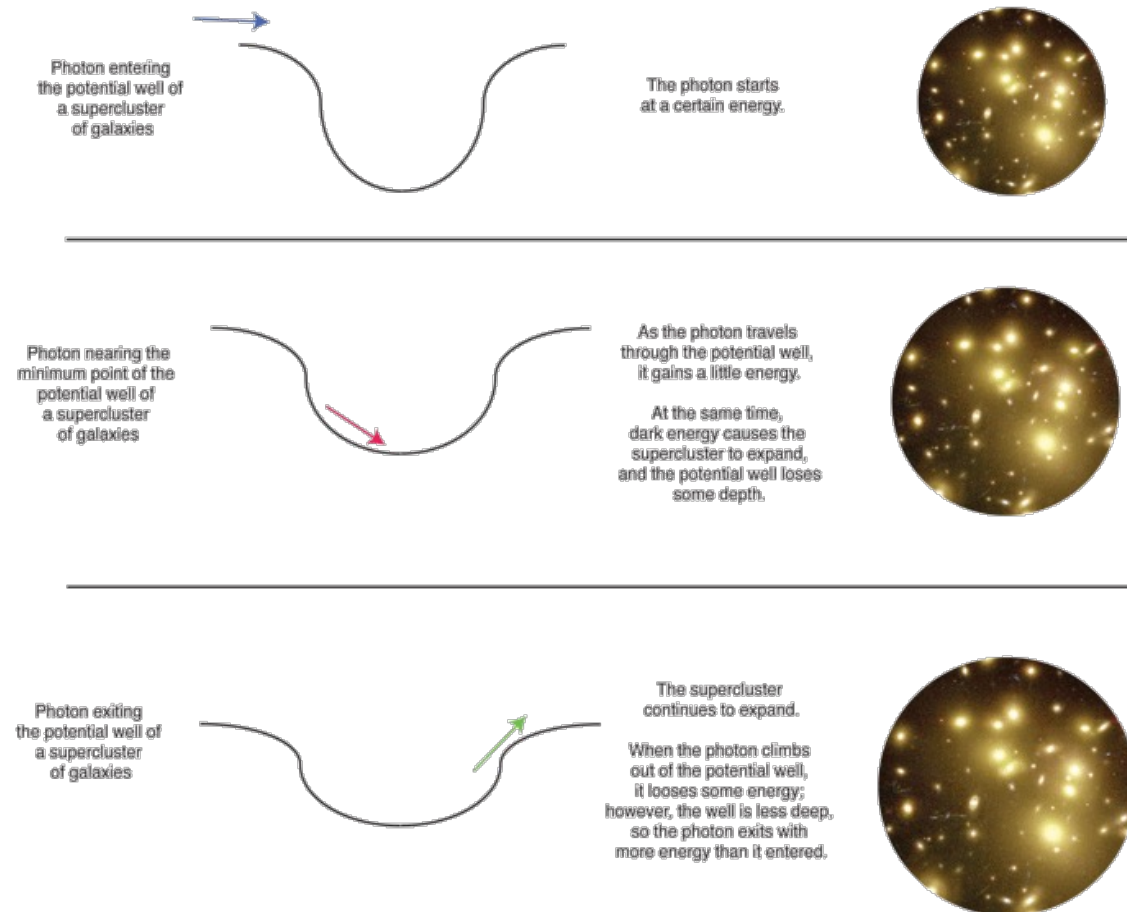 Photon entering
the potential well of
a supercluster
of galaxies
The photon starts
at a certain energy.
Photon nearing the
minimum point of the
potential well of
a supercluster
of galaxies
As the photon travels
through the potential well,
it gains a little energy.
At the same time,
dark energy causes the
supercluster to expand,
and the potential well loses
some depth.
Photon exiting
the potential well of
a supercluster
of galaxies
The supercluster
continues to expand.
When the photon climbs
out of the potential well,
it looses some energy;
however, the well is less deep,
so the photon exits with
more energy than it entered.